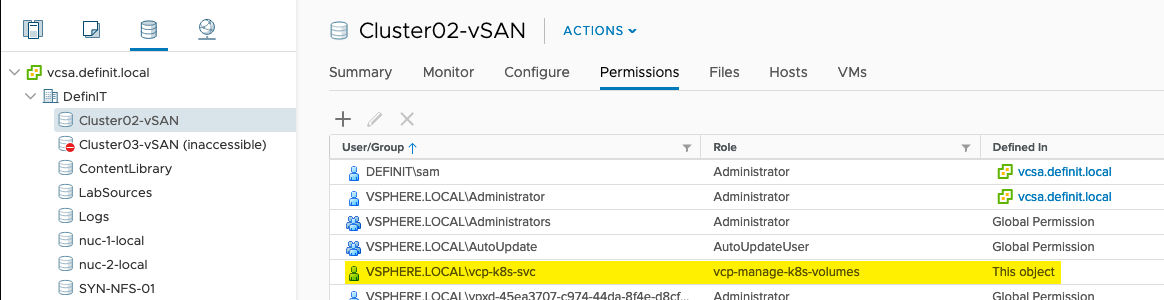 vcsa.definit.local
DefinIT
Cluster02-vSAN
Cluster03-vSAN (inaccessible)
ContentLibrary
LabSources
Logs
nuc-1-local
nuc-2-local
SYN-NFS-01
Cluster02-vSAN ACTIONS
Summary Monitor Configure Permissions Files Hosts VMs
User/Group Role Defined In
DEFINIT\sam Administrator vcsa.definit.local
VSPHERE.LOCAL\Administrator Administrator vcsa.definit.local
VSPHERE.LOCAL\Administrators Administrator Global Permission
VSPHERE.LOCAL\AutoUpdate AutoUpdateUser Global Permission
VSPHERE.LOCAL\vcp-k8s-svc vcp-manage-k8s-volumes This object
VSPHERE.LOCAL\vpxd-45ea3707-c974-44da-8f4e-d8cf... Administrator Global Permission